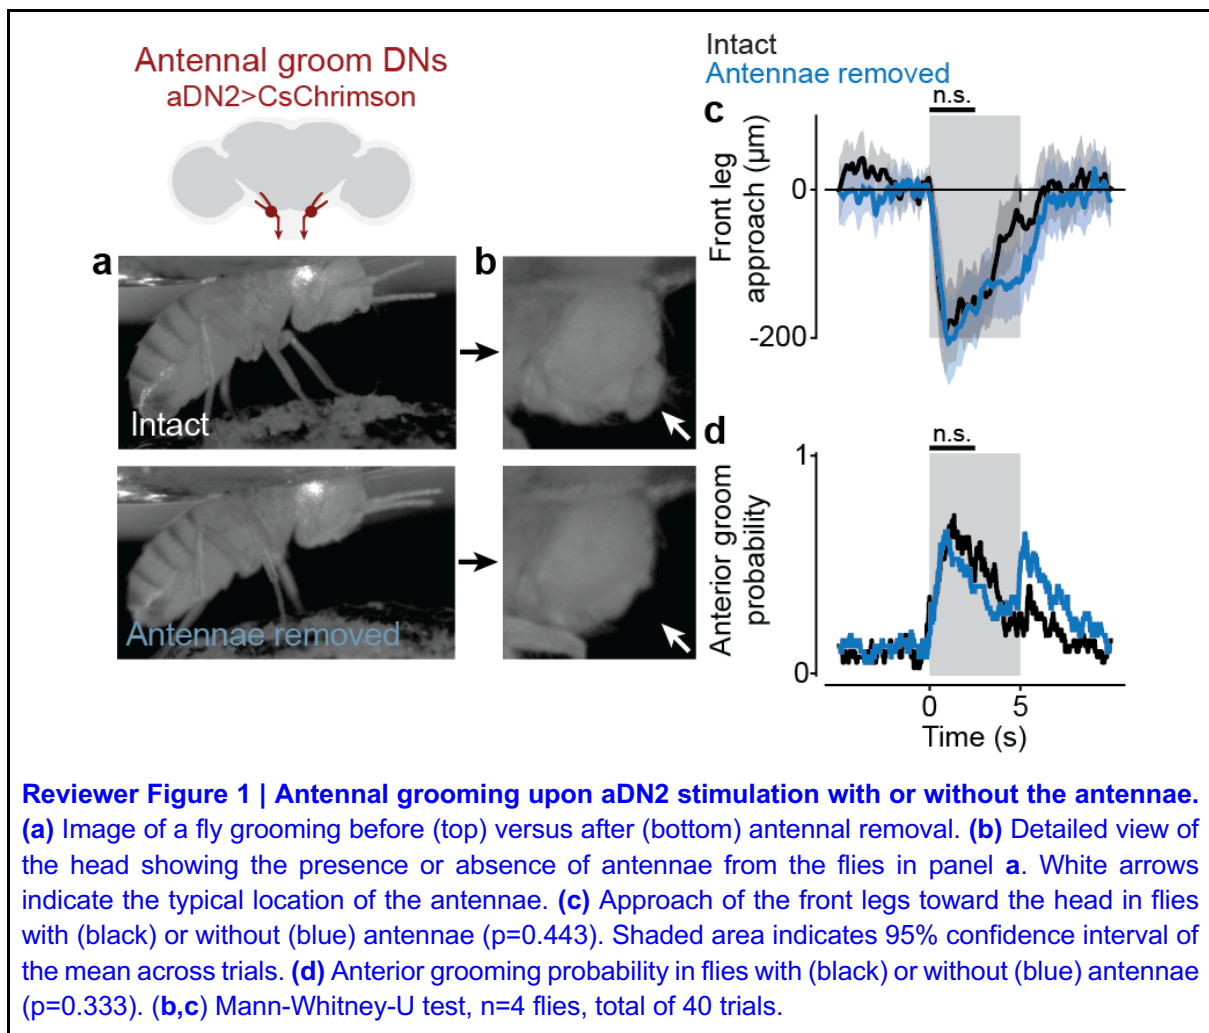 Antennal groom DNs
aDN2>CsChrimson
a
Intact
Antennae removed
b
Intact
Antennae removed
c
n.s.
Front leg
approach (µm)
0
-200
d
n.s.
Anterior groom
probability
1
0
0
5
Time (s)
Reviewer Figure 1 | Antennal grooming upon aDN2 stimulation with or without the antennae.
(a) Image of a fly grooming before (top) versus after (bottom) antennal removal. (b) Detailed view of
the head showing the presence or absence of antennae from the flies in panel a. White arrows
indicate the typical location of the antennae. (c) Approach of the front legs toward the head in flies
with (black) or without (blue) antennae (p=0.443). Shaded area indicates 95% confidence interval of
the mean across trials. (d) Anterior grooming probability in flies with (black) or without (blue) antennae
(p=0.333). (b,c) Mann-Whitney-U test, n=4 flies, total of 40 trials.